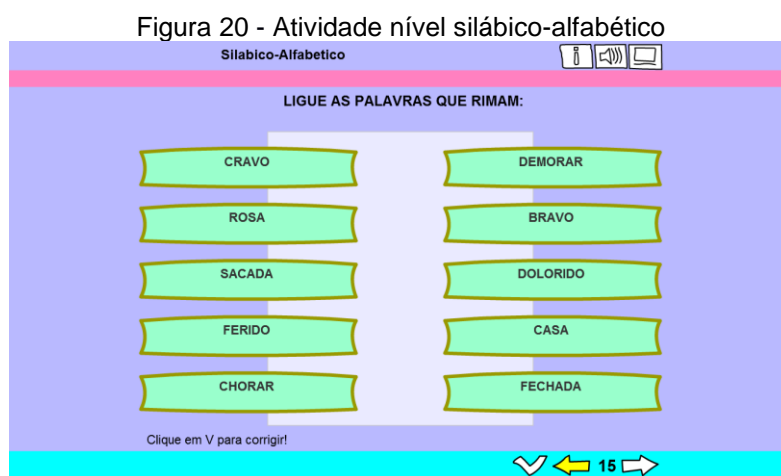 Figura 20 - Atividade nível silábico-alfabético
Silabico-Alfabetico
LIGUE AS PALAVRAS QUE RIMAM:
CRAVO DEMORAR
ROSA BRAVO
SACADA DOLORIDO
FERIDO CASA
CHORAR FECHADA
Clique em V para corrigir!
15